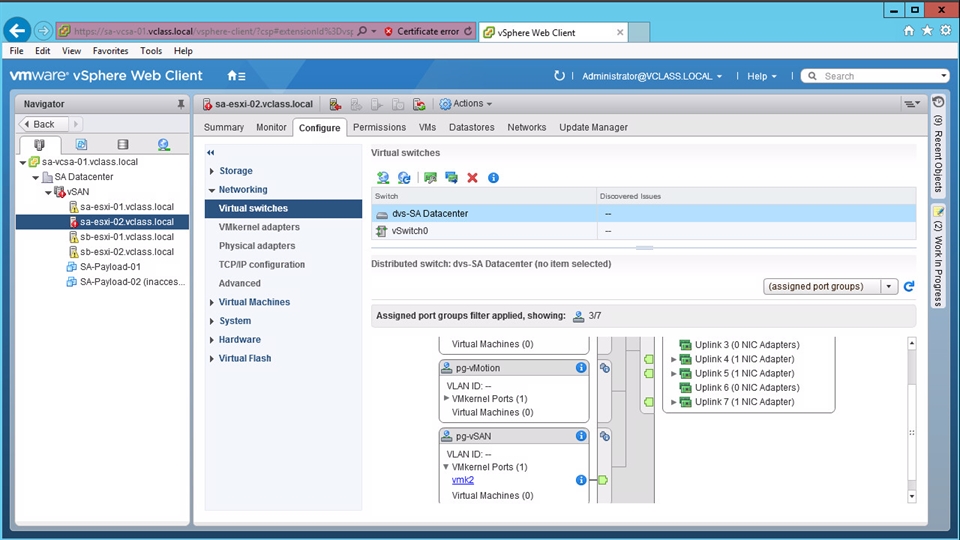 https://sa-vcsa-01.vclass.local/vsphere-client/?csp#extensionId%3Dvsp
Certificate error
vSphere Web Client
File Edit View Favorites Tools Help
vmware® vSphere Web Client
Administrator@VCLASS.LOCAL
Help
Search
Navigator
Back
sa-vcsa-01.vclass.local
SA Datacenter
vSAN
sa-esxi-01.vclass.local
sa-esxi-02.vclass.local
sb-esxi-01.vclass.local
sb-esxi-02.vclass.local
SA-Payload-01
SA-Payload-02 (inacces...
sa-esxi-02.vclass.local
Actions
Summary Monitor Configure Permissions VMs Datastores Networks Update Manager
Storage
Networking
Virtual switches
VMkernel adapters
Physical adapters
TCP/IP configuration
Advanced
Virtual Machines
System
Hardware
Virtual Flash
Virtual switches
Switch Discovered Issues
dvs-SA Datacenter --
vSwitch0 --
Distributed switch: dvs-SA Datacenter (no item selected)
(assigned port groups)
Assigned port groups filter applied, showing: 3/7
Virtual Machines (0)
pg-vMotion
VLAN ID: --
VMkernel Ports (1)
Virtual Machines (0)
pg-vSAN
VLAN ID: --
VMkernel Ports (1)
vmk2
Virtual Machines (0)
Uplink 3 (0 NIC Adapters)
Uplink 4 (1 NIC Adapter)
Uplink 5 (1 NIC Adapter)
Uplink 6 (0 NIC Adapters)
Uplink 7 (1 NIC Adapter)
(9) Recent Objects
(2) Work In Progress